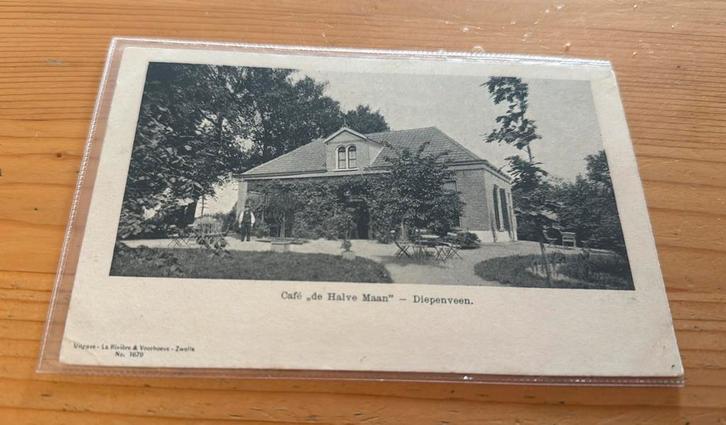 Café „de Halve Maan" – Diepenveen.
Uitgave - La Rivière & Voorhoeve - Zwolle
No. 1679